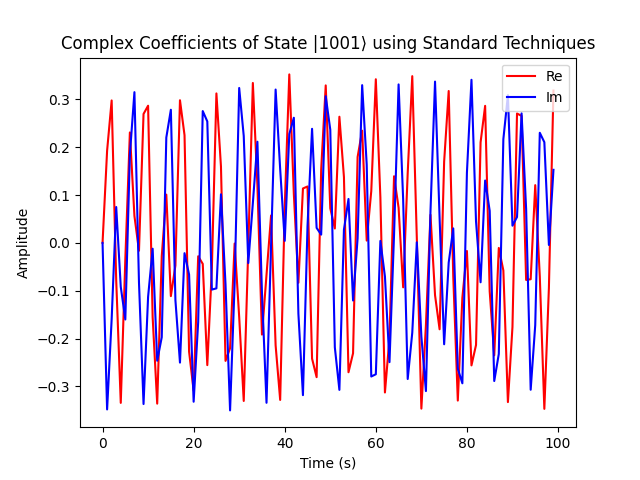 Complex Coefficients of State |1001⟩ using Standard Techniques
Re
Im
Amplitude
0.3
0.2
0.1
0.0
−0.1
−0.2
−0.3
0 20 40 60 80 100
Time (s)